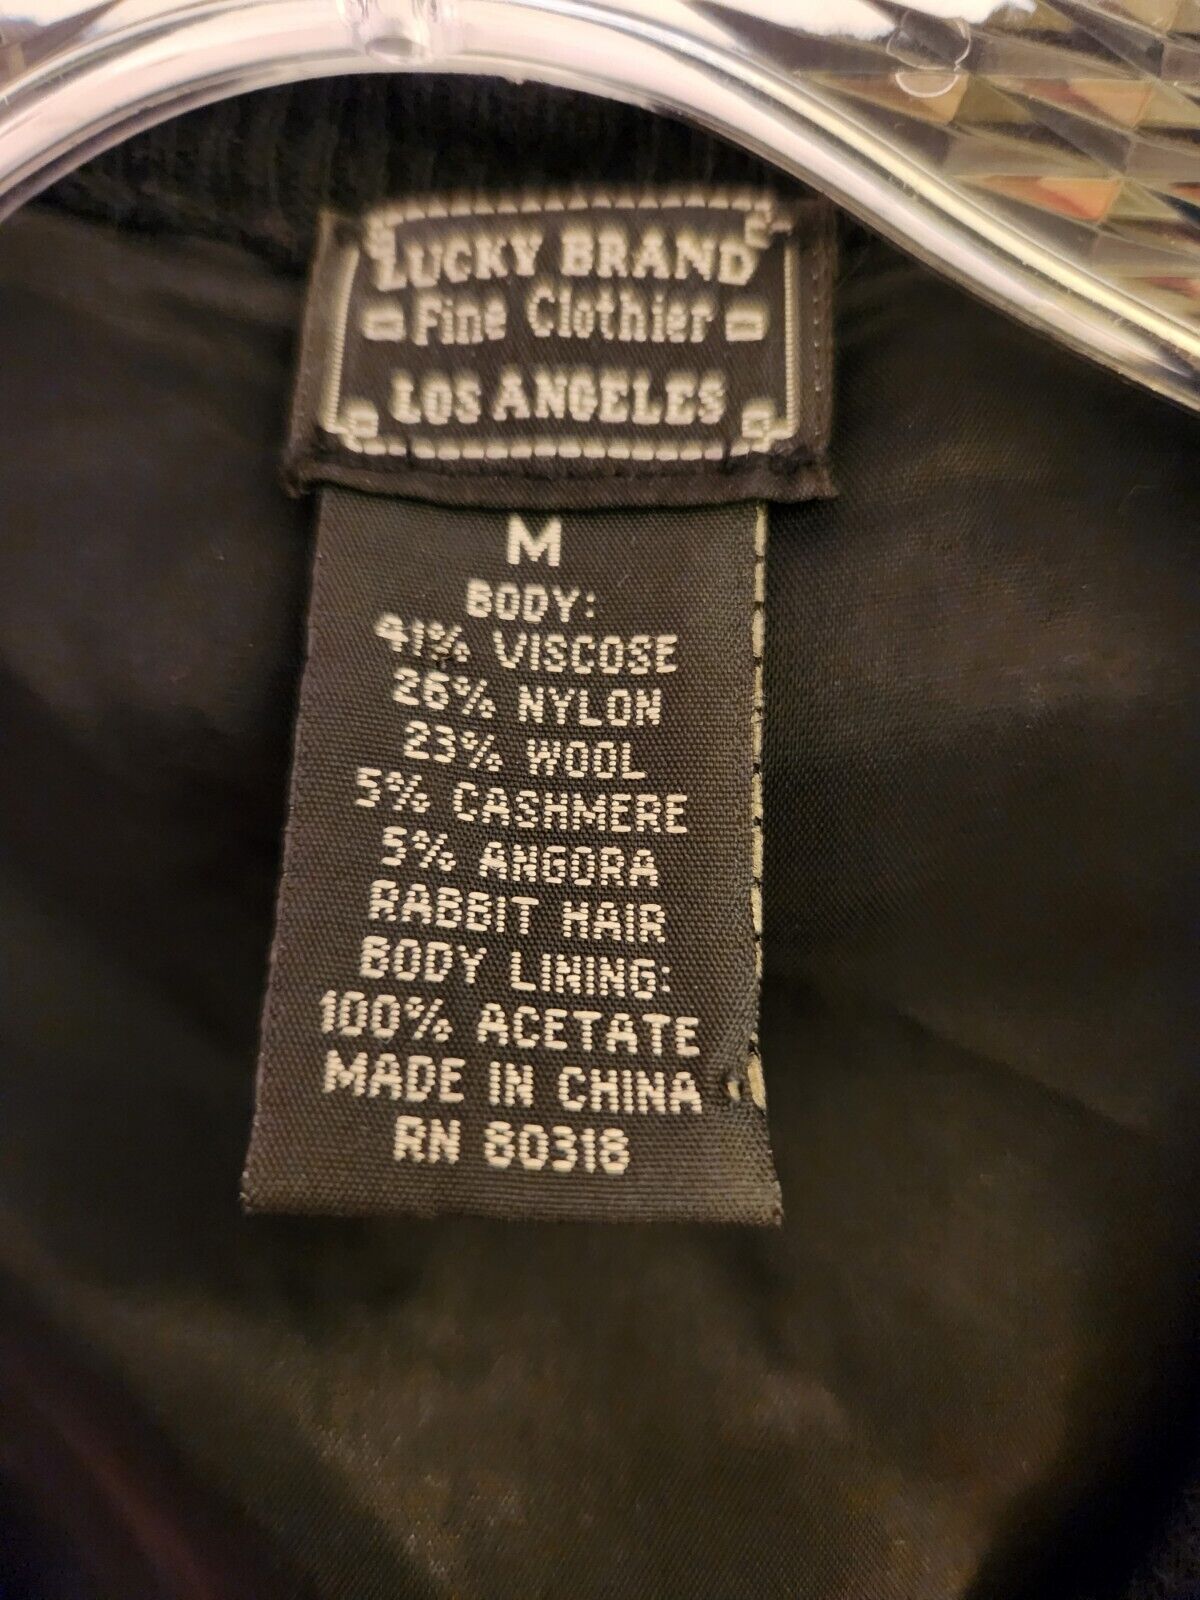 LUCKY BRAND
Fine Clothier
LOS ANGELES
M
BODY:
41% VISCOSE
26% NYLON
23% WOOL
5% CASHMERE
5% ANGORA
RABBIT HAIR
BODY LINING:
100% ACETATE
MADE IN CHINA
RN 80318